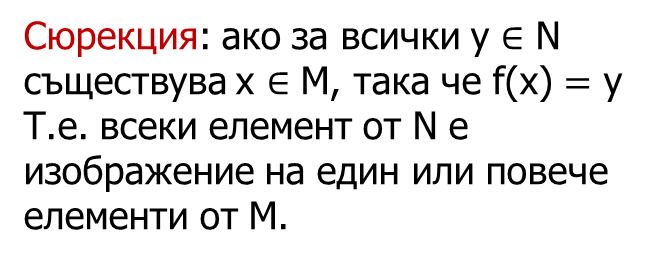 Сюрекция: ако за всички y ∈ N
съществува x ∈ M, така че f(x) = y
Т.е. всеки елемент от N е
изображение на един или повече
елементи от M.